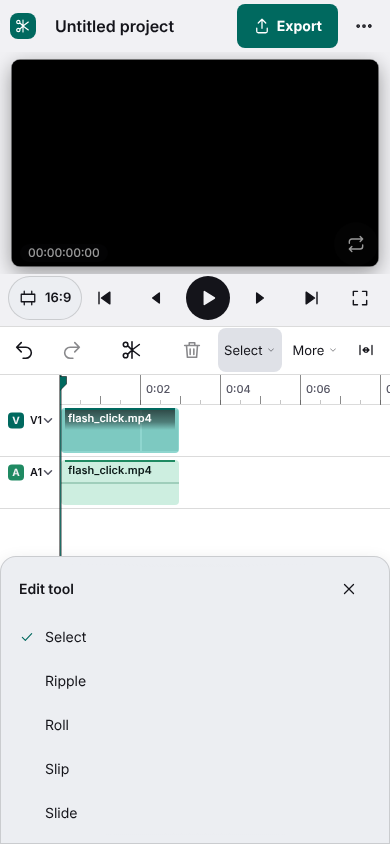 Untitled project
Export
00:00:00:00
16:9
Select
More
0:02
0:04
0:06
V
V1
flash_click.mp4
A
A1
flash_click.mp4
Edit tool
Select
Ripple
Roll
Slip
Slide